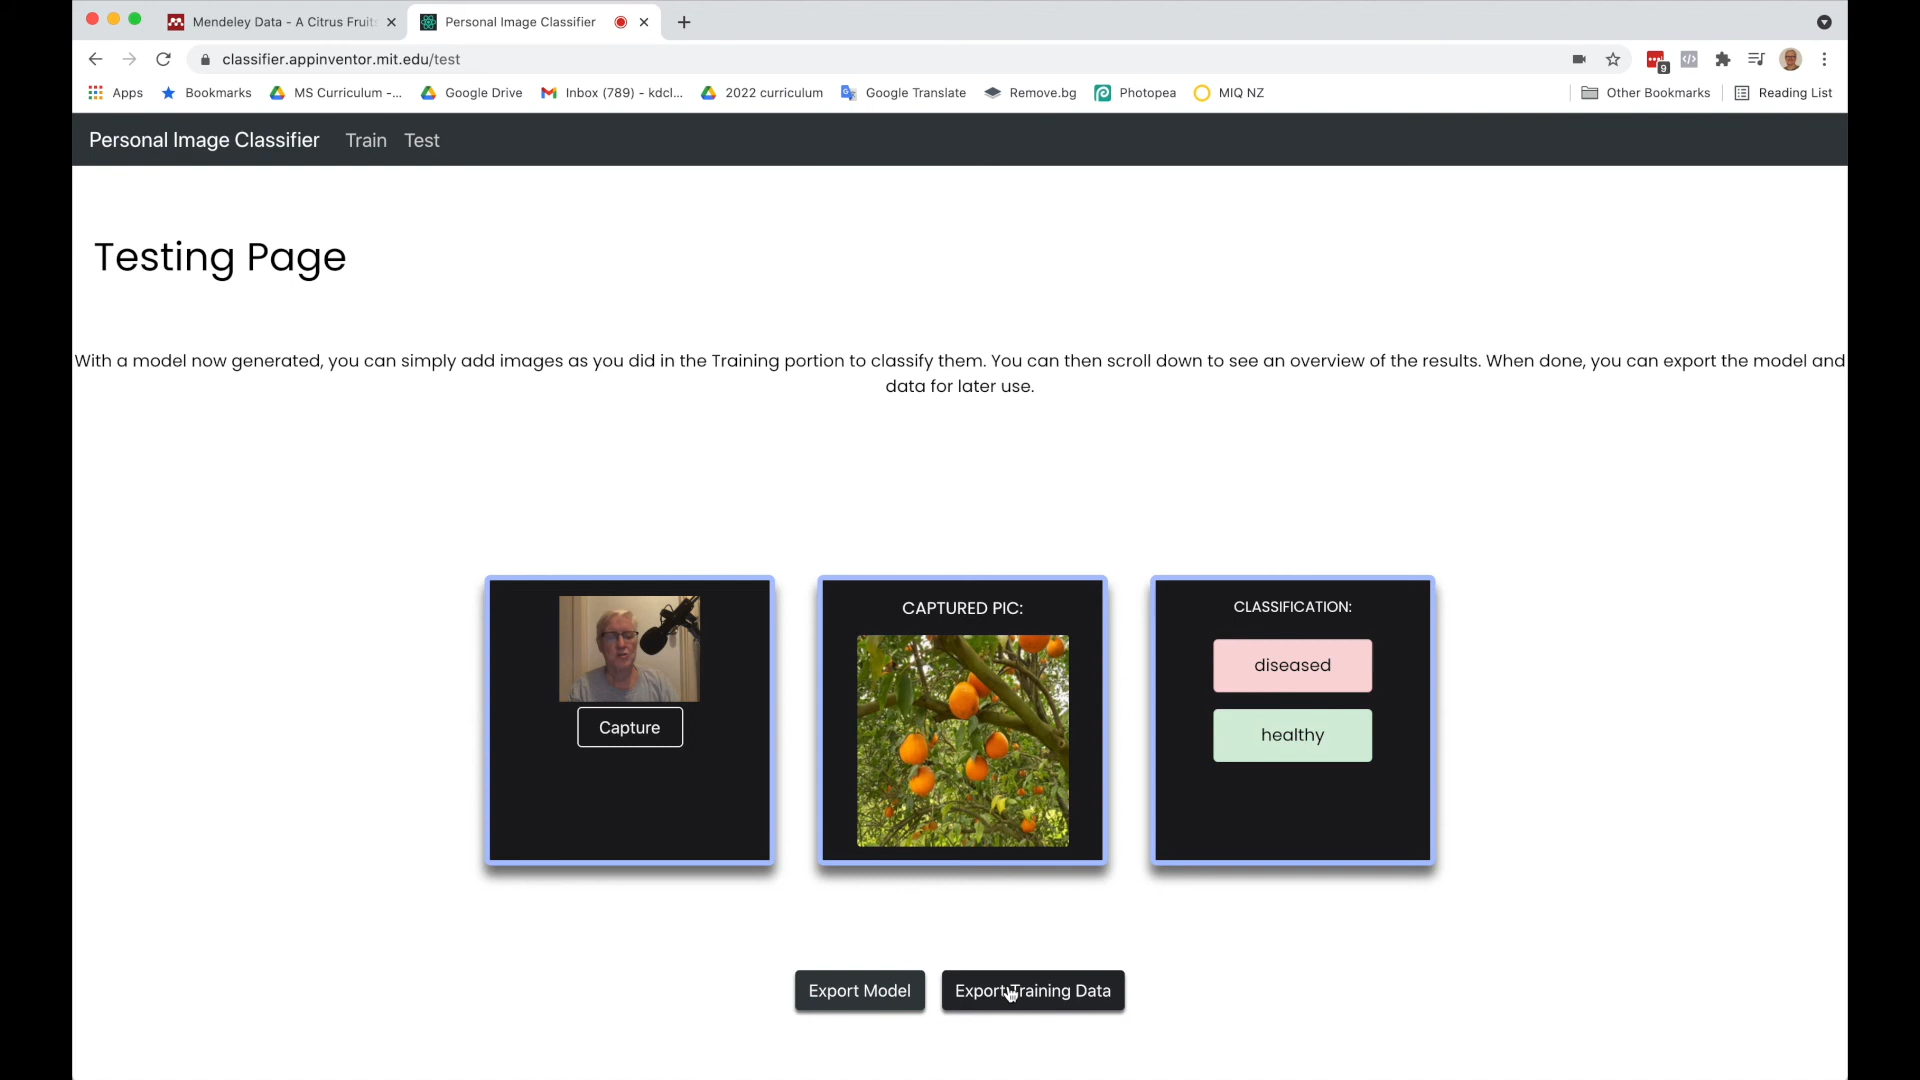 Mendeley Data - A Citrus Fruit
Personal Image Classifier
classifier.appinventor.mit.edu/test
9
Apps
Bookmarks
MS Curriculum -...
Google Drive
Inbox (789) - kdcl...
2022 curriculum
Google Translate
Remove.bg
Photopea
MIQ NZ
Other Bookmarks
Reading List
Personal Image Classifier
Train
Test
Testing Page
With a model now generated, you can simply add images as you did in the Training portion to classify them. You can then scroll down to see an overview of the results. When done, you can export the model and
data for later use.
Capture
CAPTURED PIC:
CLASSIFICATION:
diseased
healthy
Export Model
Export Training Data